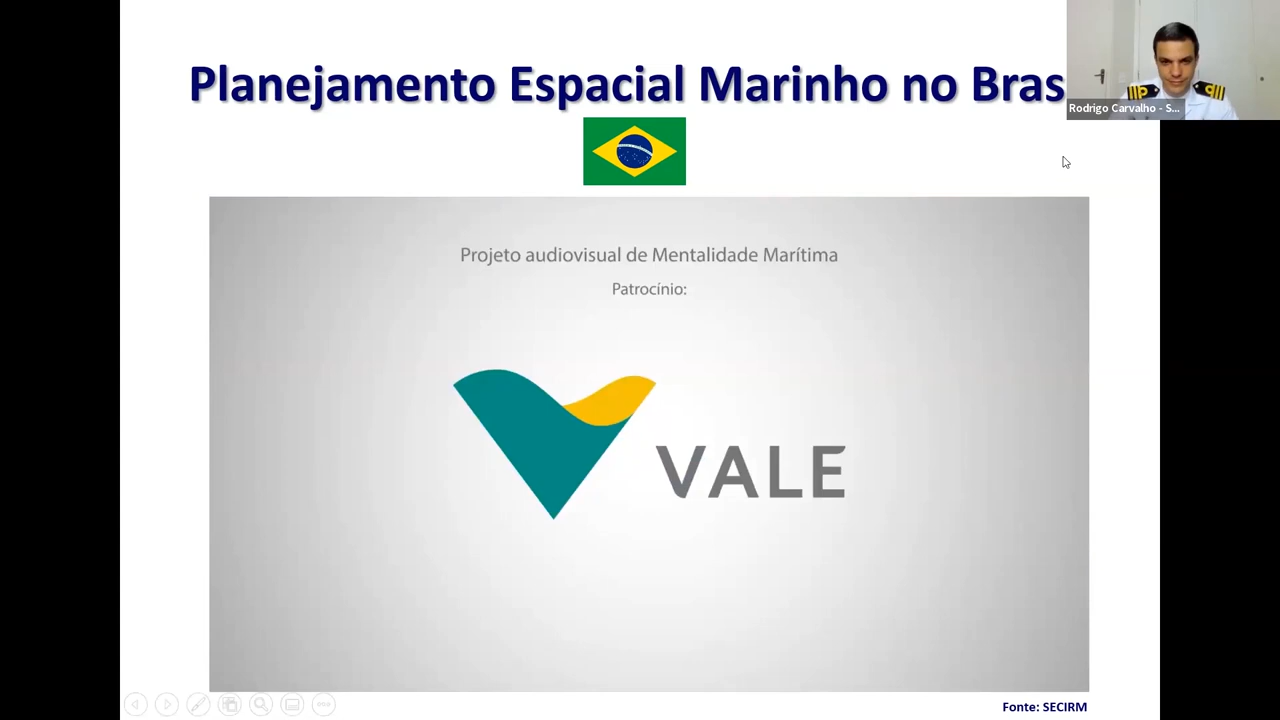 Planejamento Espacial Marinho no Bras
Rodrigo Carvalho - S...
Projeto audiovisual de Mentalidade Marítima
Patrocínio:
VALE
Fonte: SECIRM